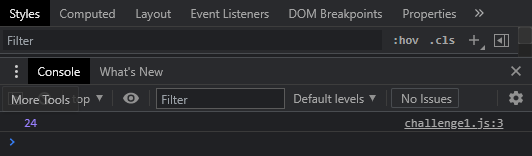 Styles Computed Layout Event Listeners DOM Breakpoints Properties »
Filter :hov .cls
Console What's New
More Tools top Filter Default levels ▼ No Issues
24 challenge1.js:3
>